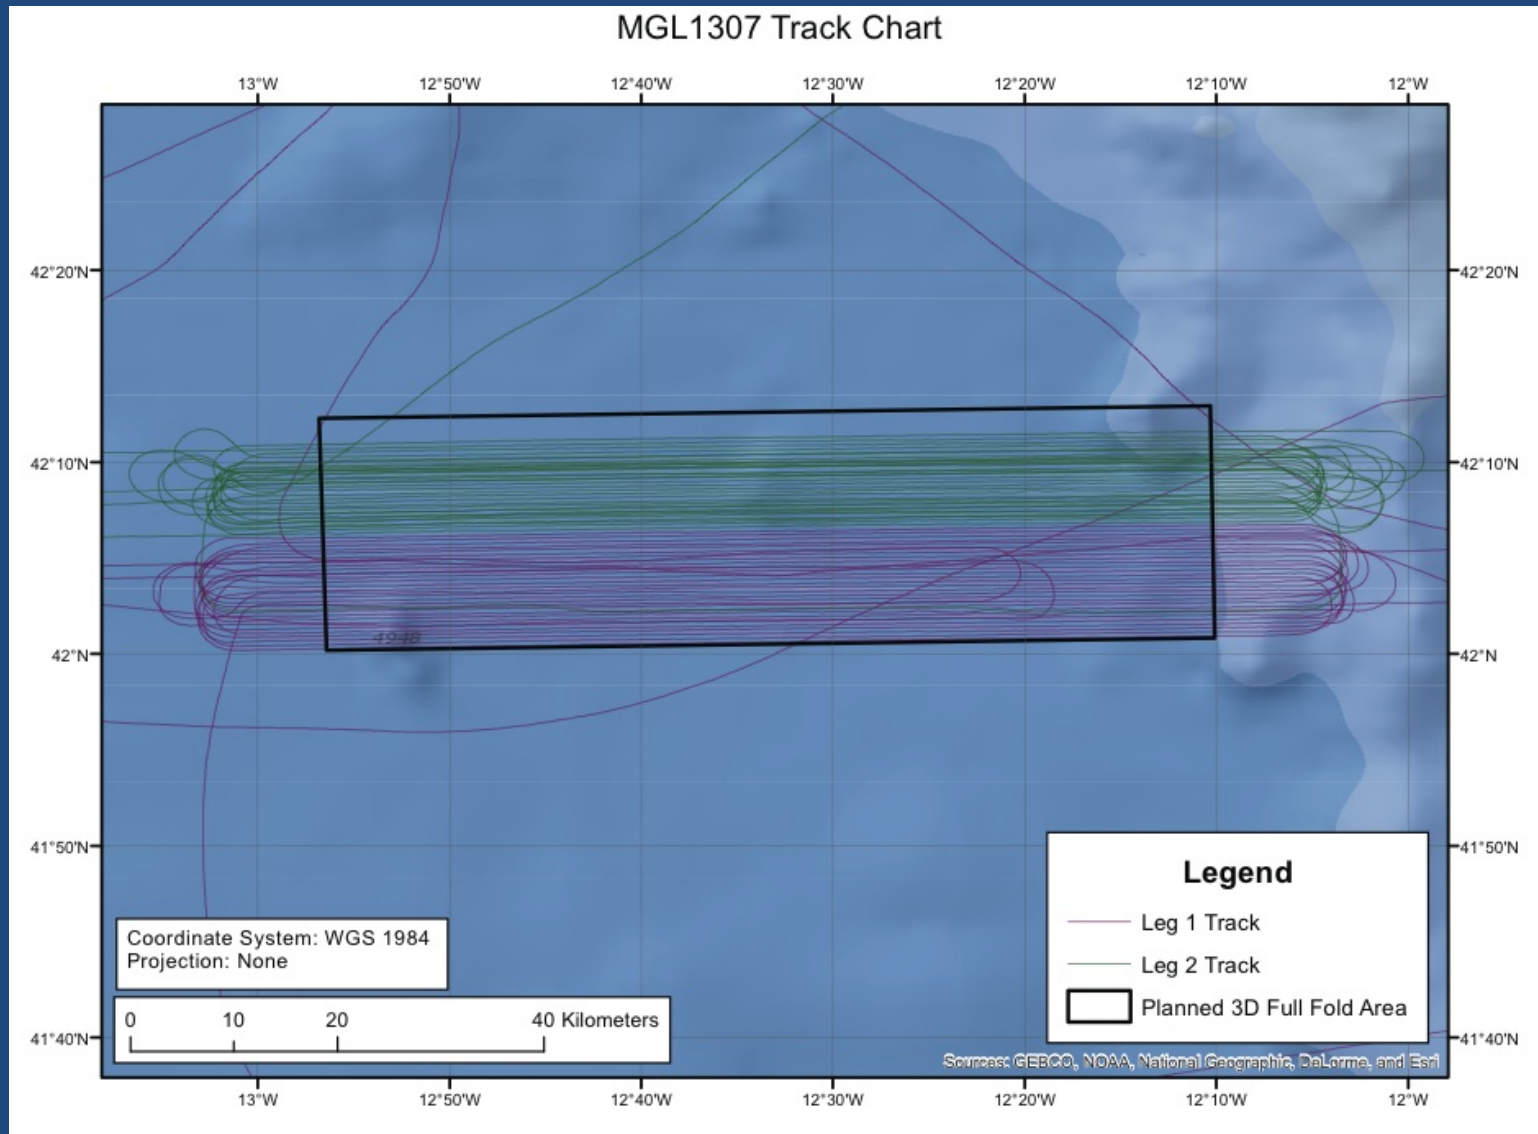 MGL1307 Track Chart
13°W 12°50'W 12°40'W 12°30'W 12°20'W 12°10'W 12°W
42°20'N 42°20'N
42°10'N 42°10'N
4948
42°N 42°N
41°50'N 41°50'N
Legend
Leg 1 Track
Leg 2 Track
Planned 3D Full Fold Area
Coordinate System: WGS 1984
Projection: None
0 10 20 40 Kilometers
41°40'N 41°40'N
Sources: GEBCO, NOAA, National Geographic, DeLorme, and Esri
13°W 12°50'W 12°40'W 12°30'W 12°20'W 12°10'W 12°W